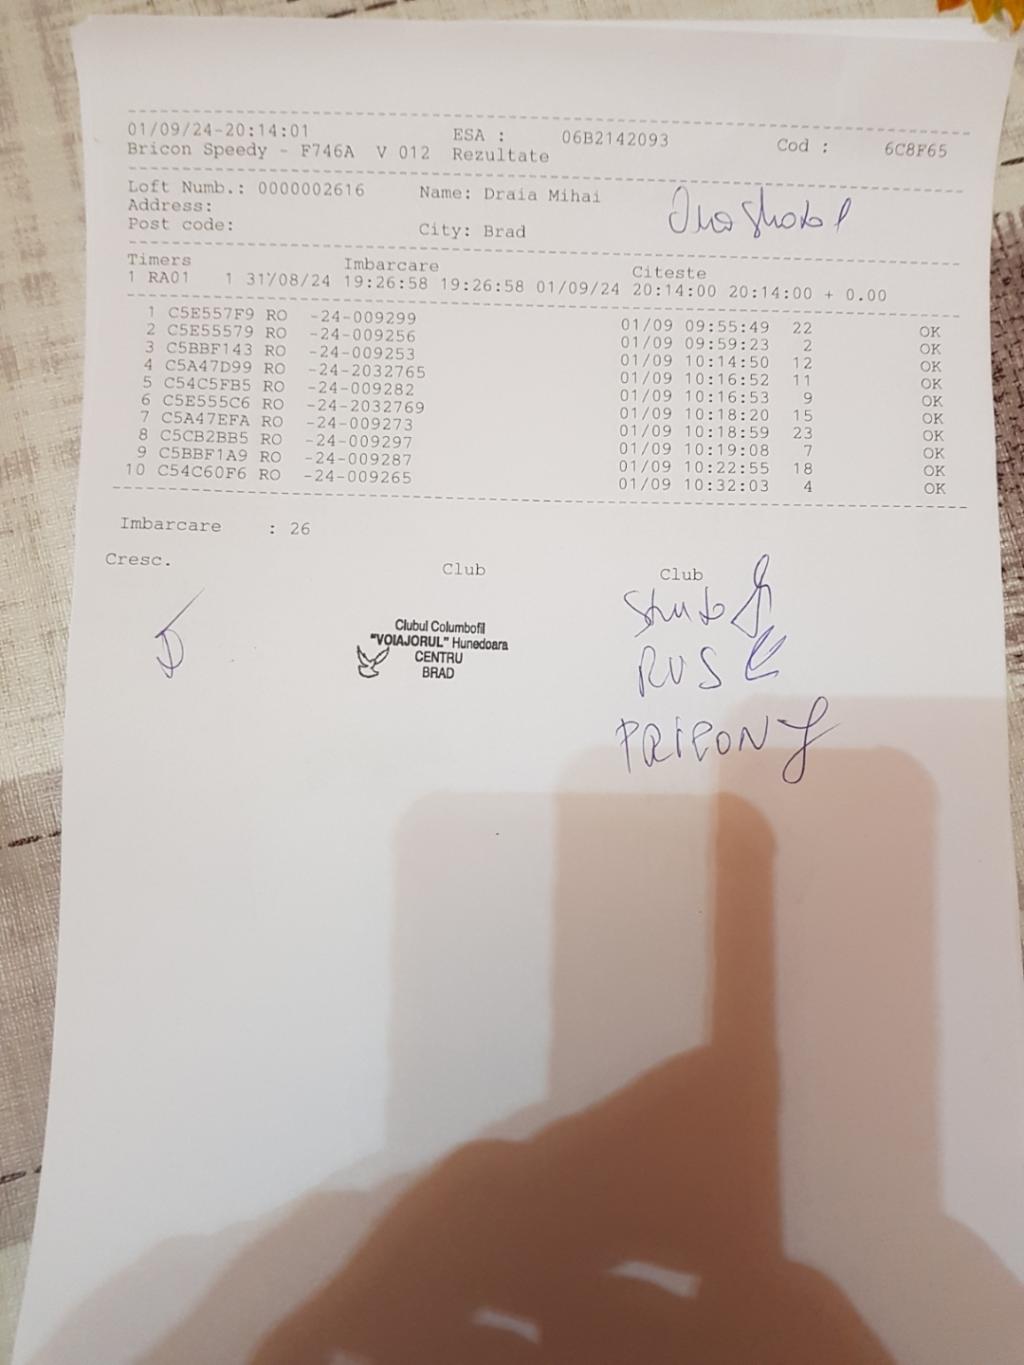 01/09/24-20:14:01 ESA : 06B2142093 Cod : 6C8F65
Bricon Speedy - F746A V 012 Rezultate
Loft Numb.: 0000002616 Name: Draia Mihai
Address:
Post code: City: Brad
Timers Imbarcare Citeste
1 RA01 1 31/08/24 19:26:58 19:26:58 01/09/24 20:14:00 20:14:00 + 0.00
1 C5E557F9 RO -24-009299 01/09 09:55:49 22 OK
2 C5E55579 RO -24-009256 01/09 09:59:23 2 OK
3 C5BBF143 RO -24-009253 01/09 10:14:50 12 OK
4 C5A47D99 RO -24-2032765 01/09 10:16:52 11 OK
5 C54C5FB5 RO -24-009282 01/09 10:16:53 9 OK
6 C5E555C6 RO -24-2032769 01/09 10:18:20 15 OK
7 C5A47EFA RO -24-009273 01/09 10:18:59 23 OK
8 C5CB2BB5 RO -24-009297 01/09 10:19:08 7 OK
9 C5BBF1A9 RO -24-009287 01/09 10:22:55 18 OK
10 C54C60F6 RO -24-009265 01/09 10:32:03 4 OK
Imbarcare : 26
Cresc. Club Club
Clubul Columbofil
"VOIAJORUL" Hunedoara
CENTRU
BRAD
RUS